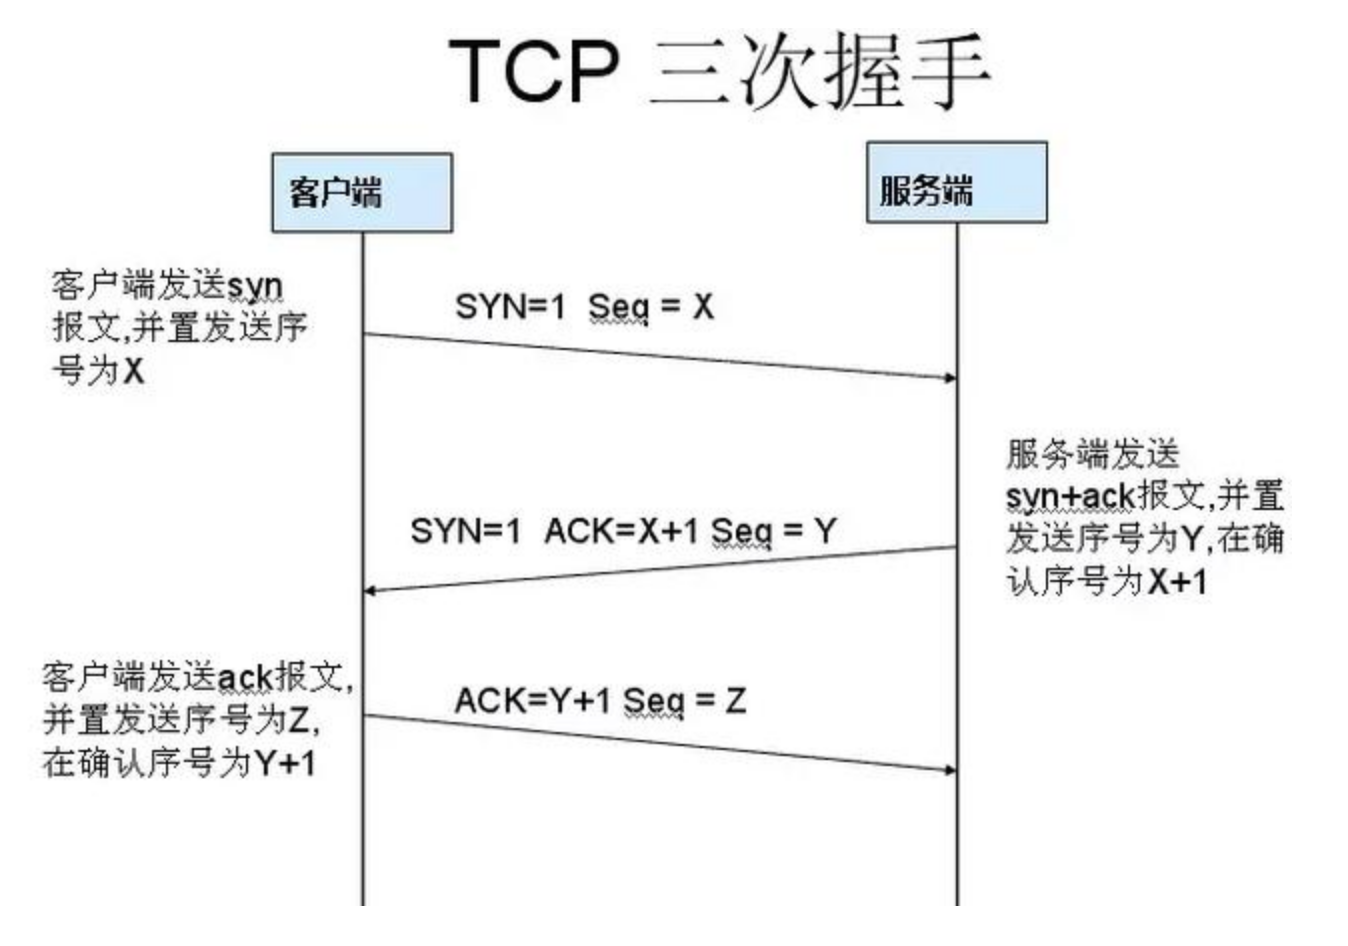 TCP 三次握手
客户端
服务端
客户端发送syn
报文,并置发送序
号为X
SYN=1 Seq = X
服务端发送
syn+ack报文,并置
发送序号为Y,在确
认序号为X+1
SYN=1 ACK=X+1 Seq = Y
客户端发送ack报文,
并置发送序号为Z,
在确认序号为Y+1
ACK=Y+1 Seq = Z